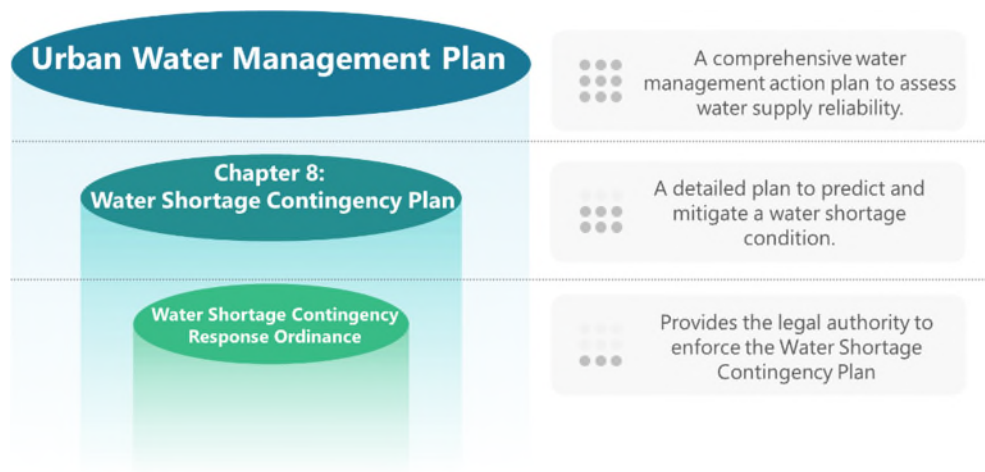 Urban Water Management Plan
A comprehensive water
management action plan to assess
water supply reliability.
Chapter 8:
Water Shortage Contingency Plan
A detailed plan to predict and
mitigate a water shortage
condition.
Water Shortage Contingency
Response Ordinance
Provides the legal authority to
enforce the Water Shortage
Contingency Plan